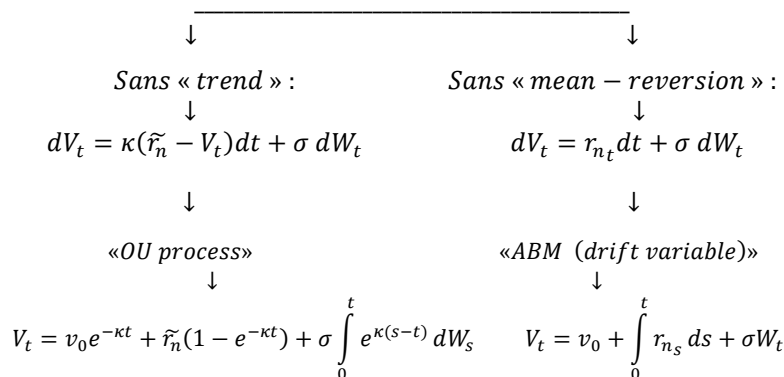 ↓ ↓
Sans « trend » : Sans « mean − reversion » :
↓ ↓
dV_t = κ(r̃_n − V_t)dt + σ dW_t dV_t = r_{n_t}dt + σ dW_t
↓ ↓
«OU process» «ABM (drift variable)»
↓ ↓
V_t = v_0e^{−κt} + r̃_n(1 − e^{−κt}) + σ ∫_0^t e^{κ(s−t)} dW_s V_t = v_0 + ∫_0^t r_{n_s} ds + σW_t